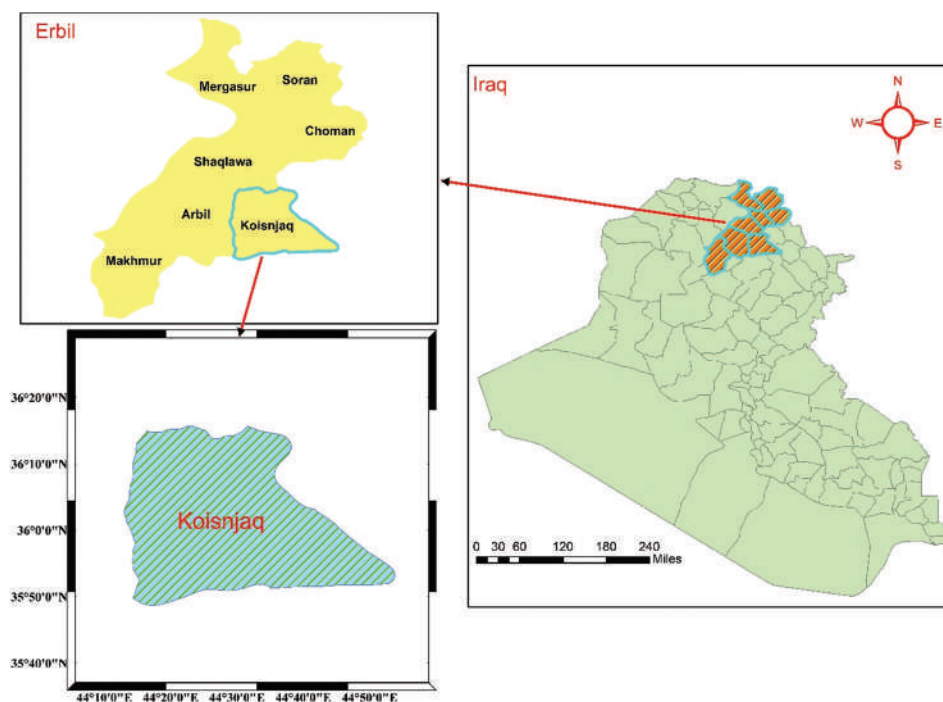 Erbil
Mergasur
Soran
Choman
Shaqlawa
Arbil
Koisnjaq
Makhmur
Iraq
N
W
E
S
0 30 60 120 180 240
Miles
36°20'0"N
36°10'0"N
36°0'0"N
35°50'0"N
35°40'0"N
Koisnjaq
44°10'0"E 44°20'0"E 44°30'0"E 44°40'0"E 44°50'0"E